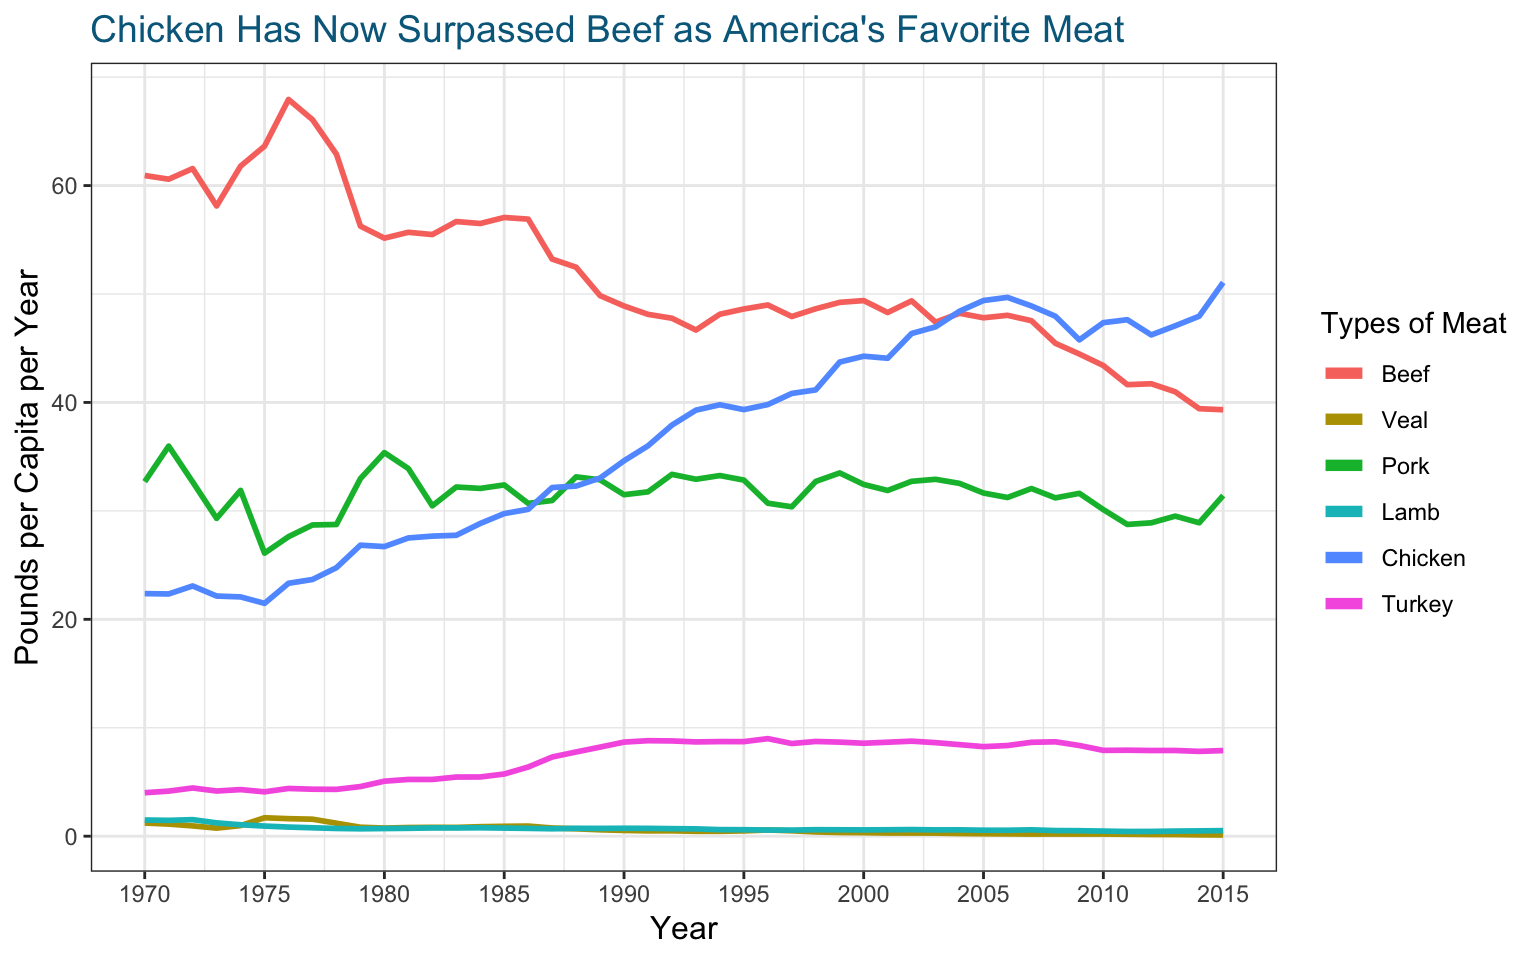 Chicken Has Now Surpassed Beef as America's Favorite Meat
Pounds per Capita per Year
60
40
20
0
1970 1975 1980 1985 1990 1995 2000 2005 2010 2015
Year
Types of Meat
Beef
Veal
Pork
Lamb
Chicken
Turkey